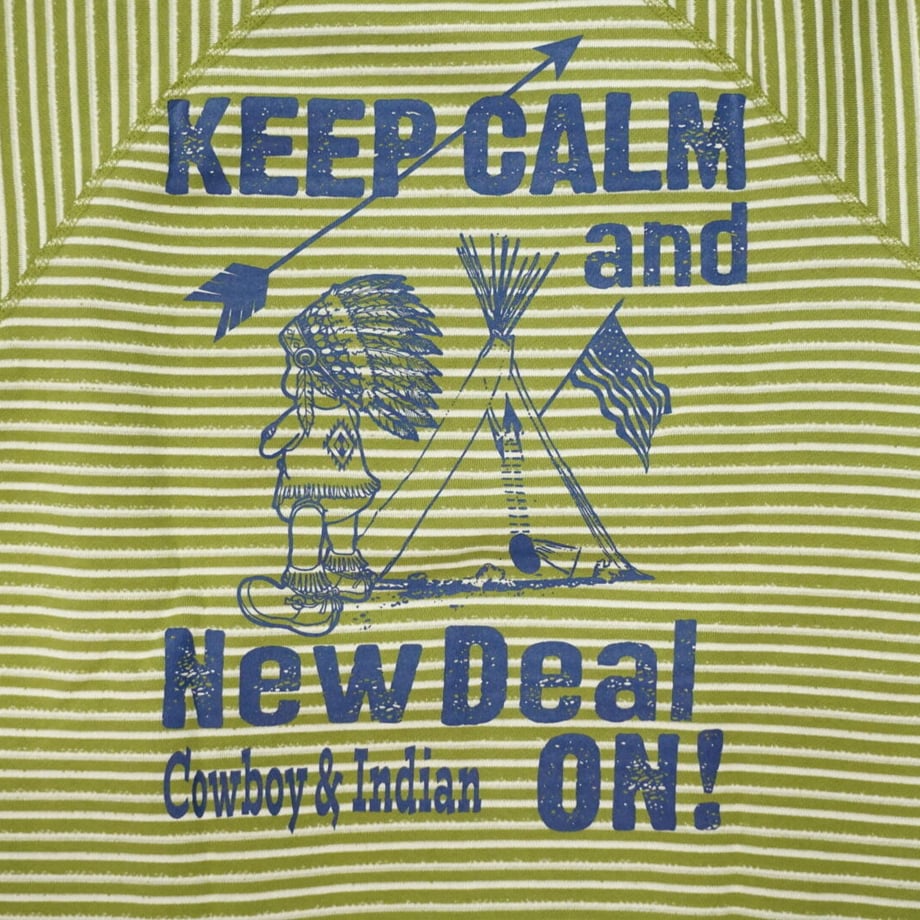 KEEP CALM
and
New Deal
Cowboy & Indian ON!